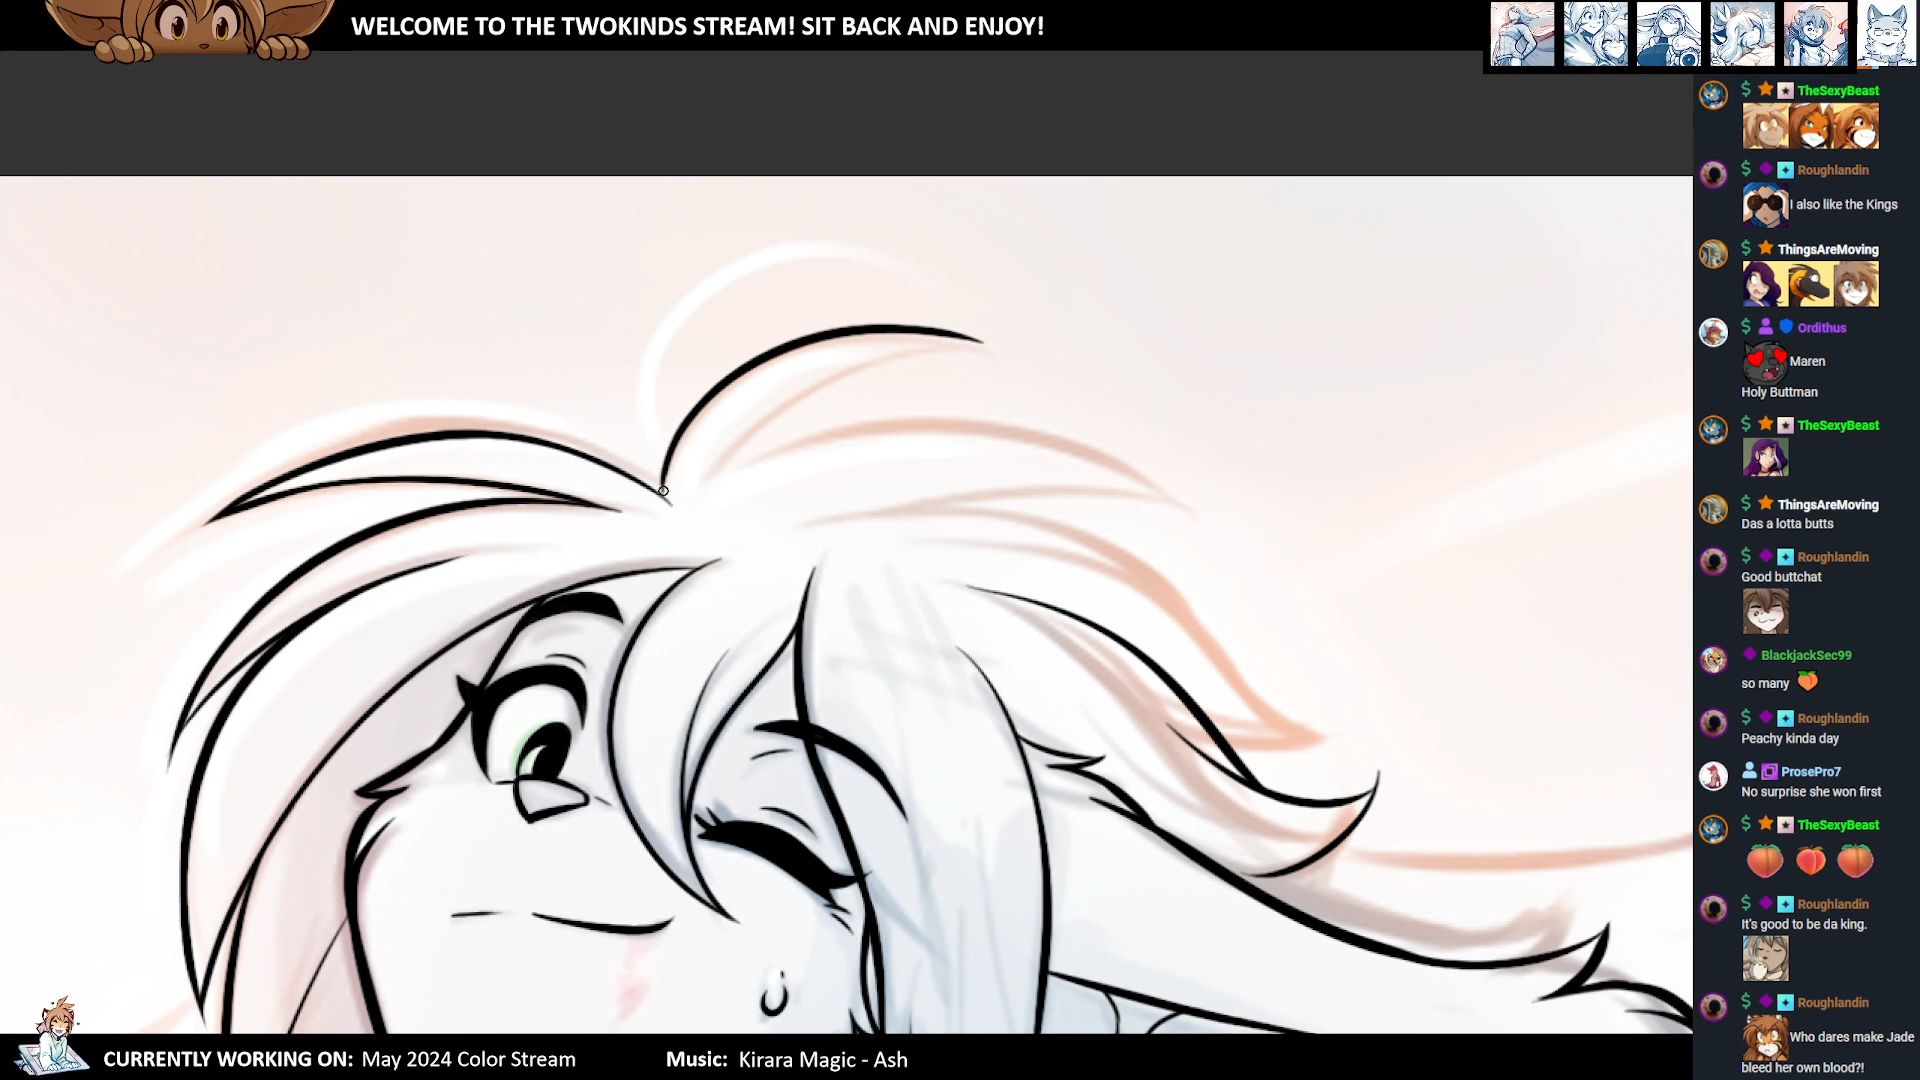 WELCOME TO THE TWOKINDS STREAM! SIT BACK AND ENJOY!
TheSexyBeast
Roughlandin
I also like the Kings
ThingsAreMoving
Ordithus
Maren
Holy Buttman
TheSexyBeast
ThingsAreMoving
Das a lotta butts
Roughlandin
Good buttchat
BlackjackSec99
so many
Roughlandin
Peachy kinda day
ProsePro7
No surprise she won first
TheSexyBeast
Roughlandin
It's good to be da king.
Roughlandin
Who dares make Jade
bleed her own blood?!
CURRENTLY WORKING ON: May 2024 Color Stream
Music: Kirara Magic - Ash